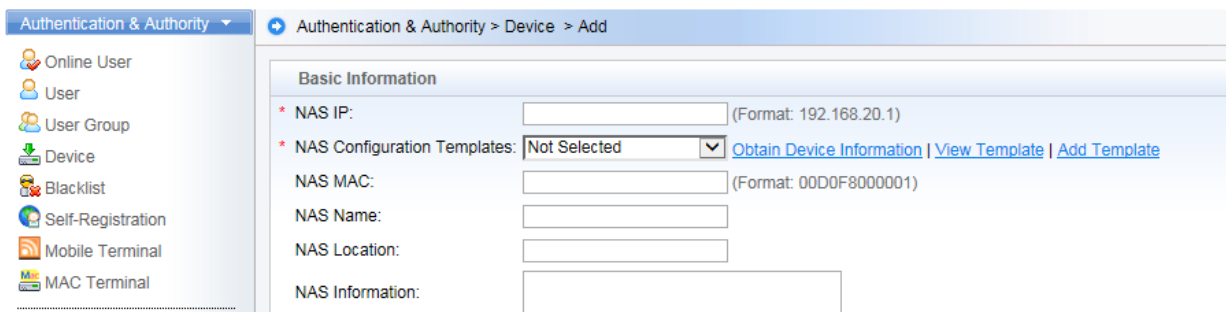 Authentication & Authority
Online User
User
User Group
Device
Blacklist
Self-Registration
Mobile Terminal
Mac
MAC Terminal
Authentication & Authority > Device > Add
Basic Information
* NAS IP: (Format: 192.168.20.1)
* NAS Configuration Templates: Not Selected Obtain Device Information | View Template | Add Template
NAS MAC: (Format: 00D0F8000001)
NAS Name:
NAS Location:
NAS Information: